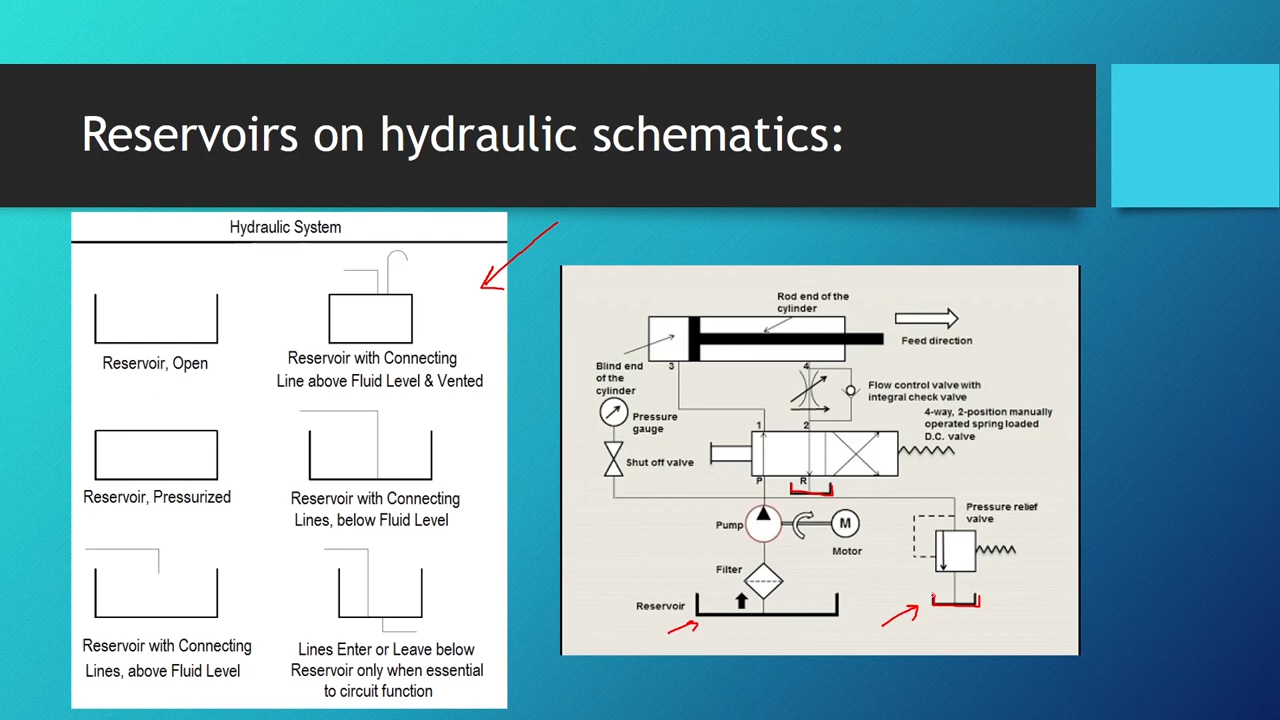 Reservoirs on hydraulic schematics:
Hydraulic System
Reservoir, Open
Reservoir with Connecting
Line above Fluid Level & Vented
Reservoir, Pressurized
Reservoir with Connecting
Lines, below Fluid Level
Reservoir with Connecting
Lines, above Fluid Level
Lines Enter or Leave below
Reservoir only when essential
to circuit function
Rod end of the
cylinder
Feed direction
Blind end
of the
cylinder
3
4
Flow control valve with
integral check valve
Pressure
gauge
4-way, 2-position manually
operated spring loaded
D.C. valve
1
2
Shut off valve
P
R
Pressure relief
valve
Pump
M
Motor
Filter
Reservoir